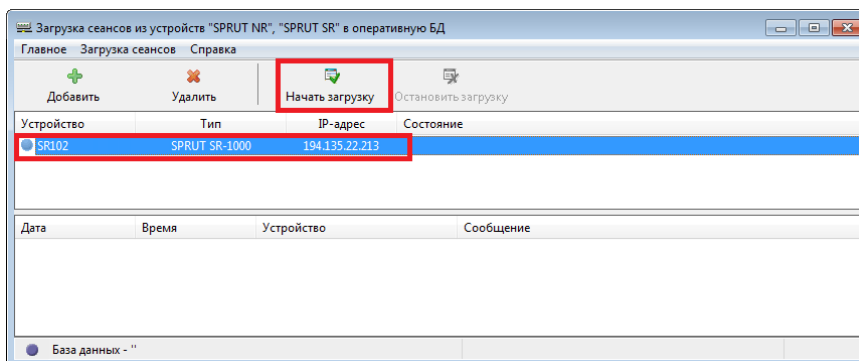 Загрузка сеансов из устройств "SPRUT NR", "SPRUT SR" в оперативную БД
Главное Загрузка сеансов Справка
Добавить Удалить Начать загрузку Остановить загрузку
Устройство Тип IP-адрес Состояние
SR102 SPRUT SR-1000 194.135.22.213
Дата Время Устройство Сообщение
База данных - ''